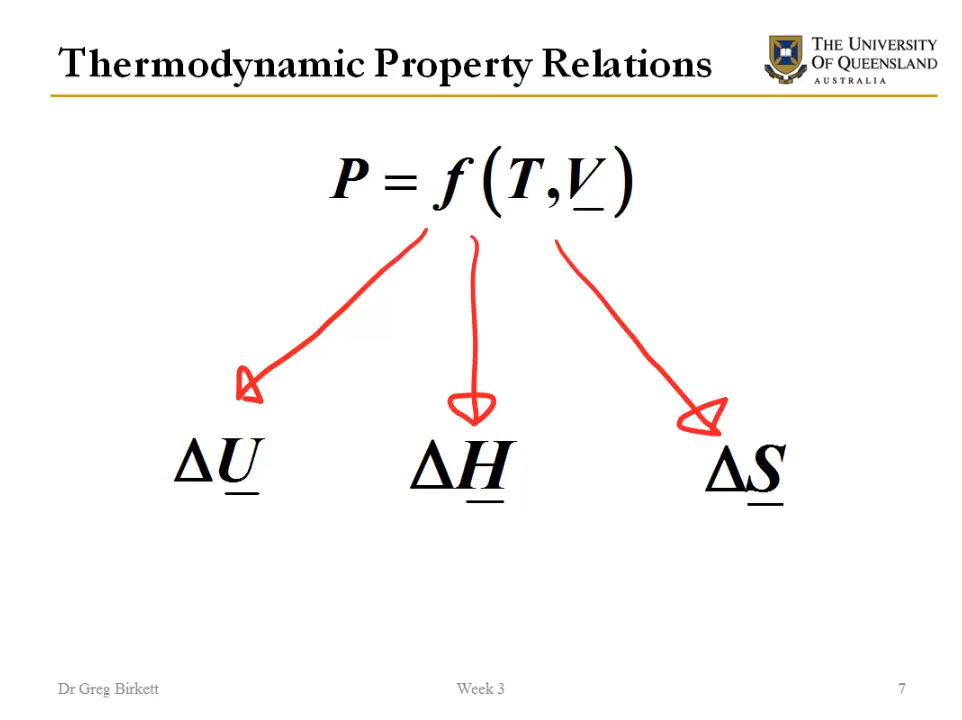 Thermodynamic Property Relations
THE UNIVERSITY
OF QUEENSLAND
AUSTRALIA
P = f(T,V)
ΔU ΔH ΔS
Dr Greg Birkett Week 3 7